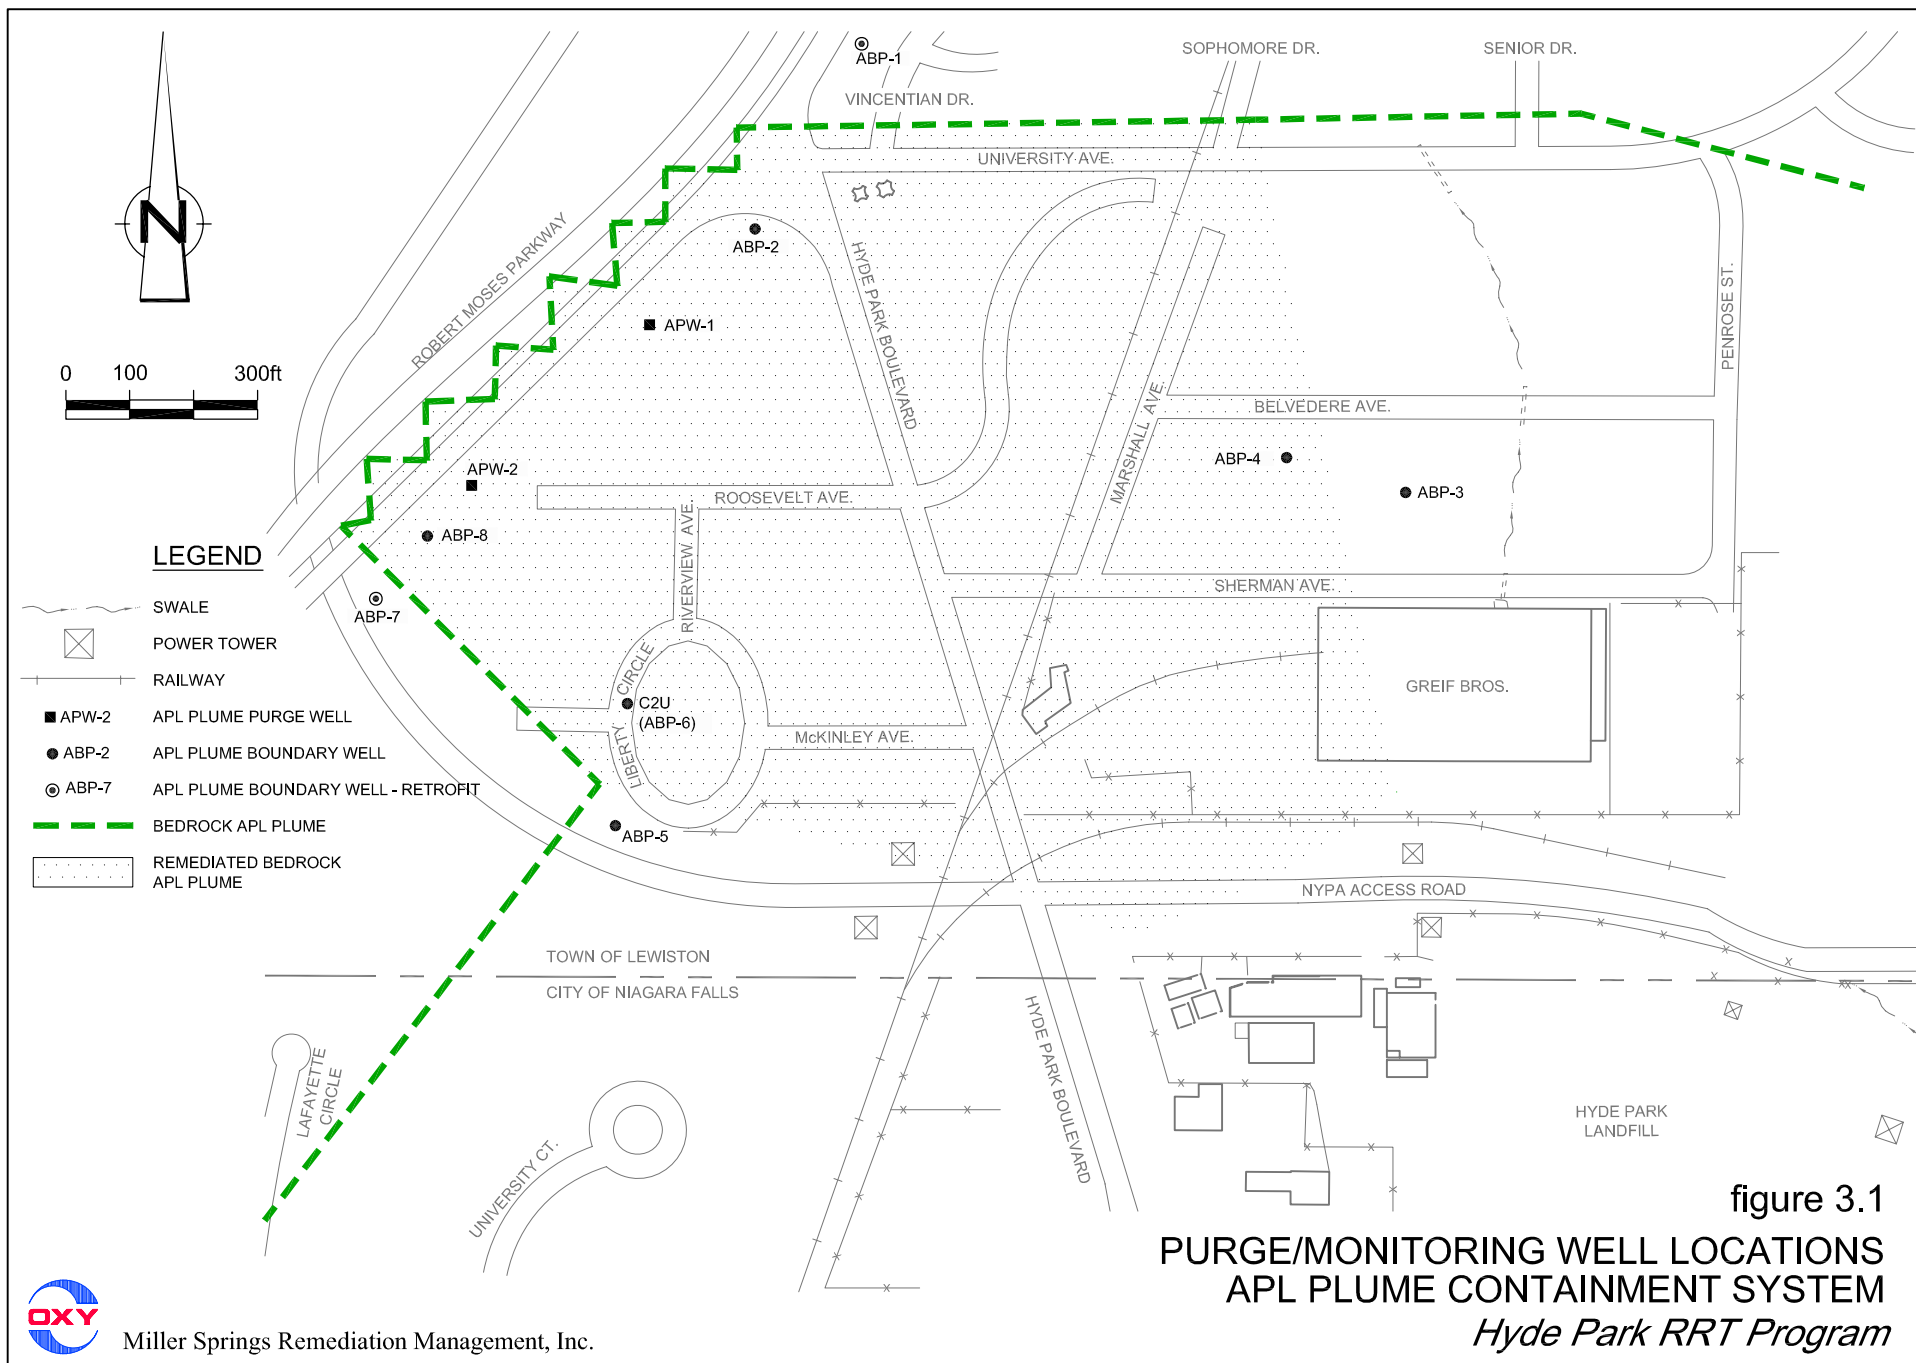 ABP-1
SOPHOMORE DR.
SENIOR DR.
VINCENTIAN DR.
UNIVERSITY AVE.
N
ROBERT MOSES PARKWAY
ABP-2
HYDE PARK BOULEVARD
PENROSE ST.
APW-1
0 100 300ft
BELVEDERE AVE.
MARSHALL AVE.
ABP-4
ABP-3
APW-2
ROOSEVELT AVE.
ABP-8
RIVERVIEW AVE.
SHERMAN AVE.
ABP-7
LEGEND
SWALE
POWER TOWER
RAILWAY
APW-2 APL PLUME PURGE WELL
ABP-2 APL PLUME BOUNDARY WELL
ABP-7 APL PLUME BOUNDARY WELL - RETROFIT
BEDROCK APL PLUME
REMEDIATED BEDROCK
APL PLUME
LIBERTY CIRCLE
C2U
(ABP-6)
McKINLEY AVE.
GREIF BROS.
ABP-5
NYPA ACCESS ROAD
TOWN OF LEWISTON
CITY OF NIAGARA FALLS
HYDE PARK BOULEVARD
LAFAYETTE
CIRCLE
UNIVERSITY CT.
HYDE PARK
LANDFILL
figure 3.1
PURGE/MONITORING WELL LOCATIONS
APL PLUME CONTAINMENT SYSTEM
Hyde Park RRT Program
OXY
Miller Springs Remediation Management, Inc.